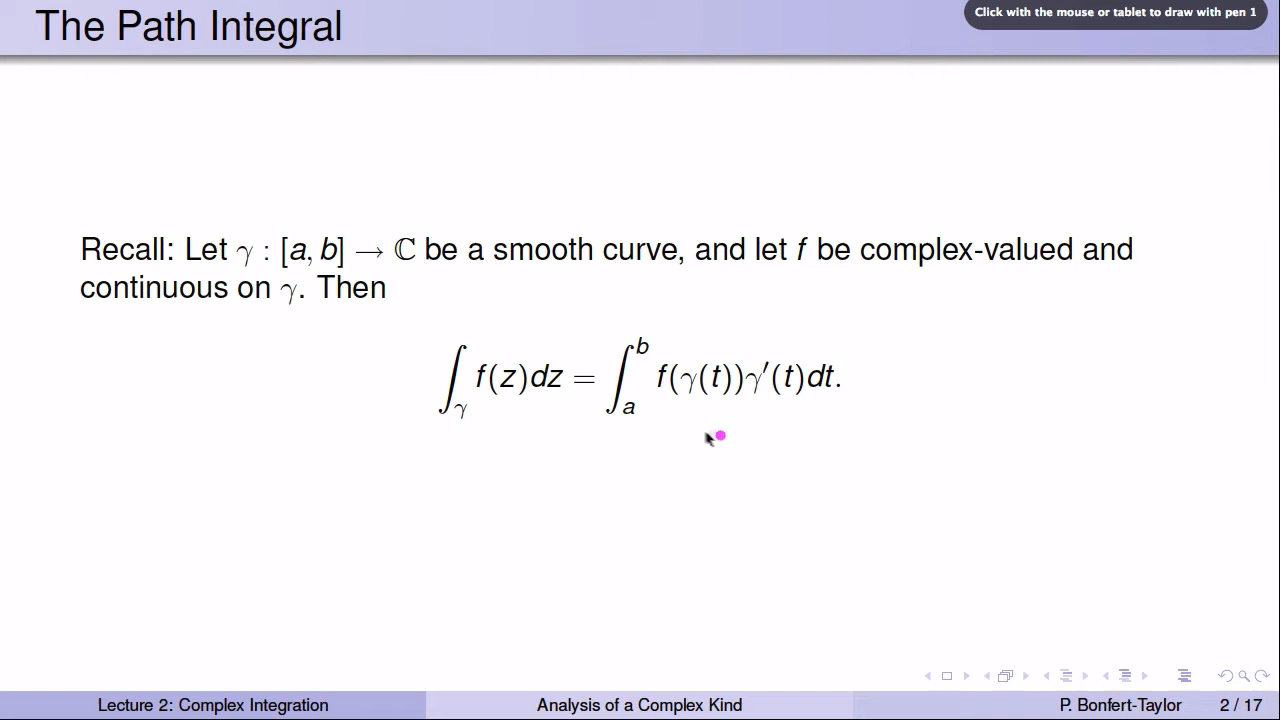 The Path Integral
Click with the mouse or tablet to draw with pen 1
Recall: Let γ : [a, b] → ℂ be a smooth curve, and let f be complex-valued and
continuous on γ. Then
∫_γ f(z)dz = ∫_a^b f(γ(t))γ′(t)dt.
Lecture 2: Complex Integration
Analysis of a Complex Kind
P. Bonfert-Taylor
2 / 17